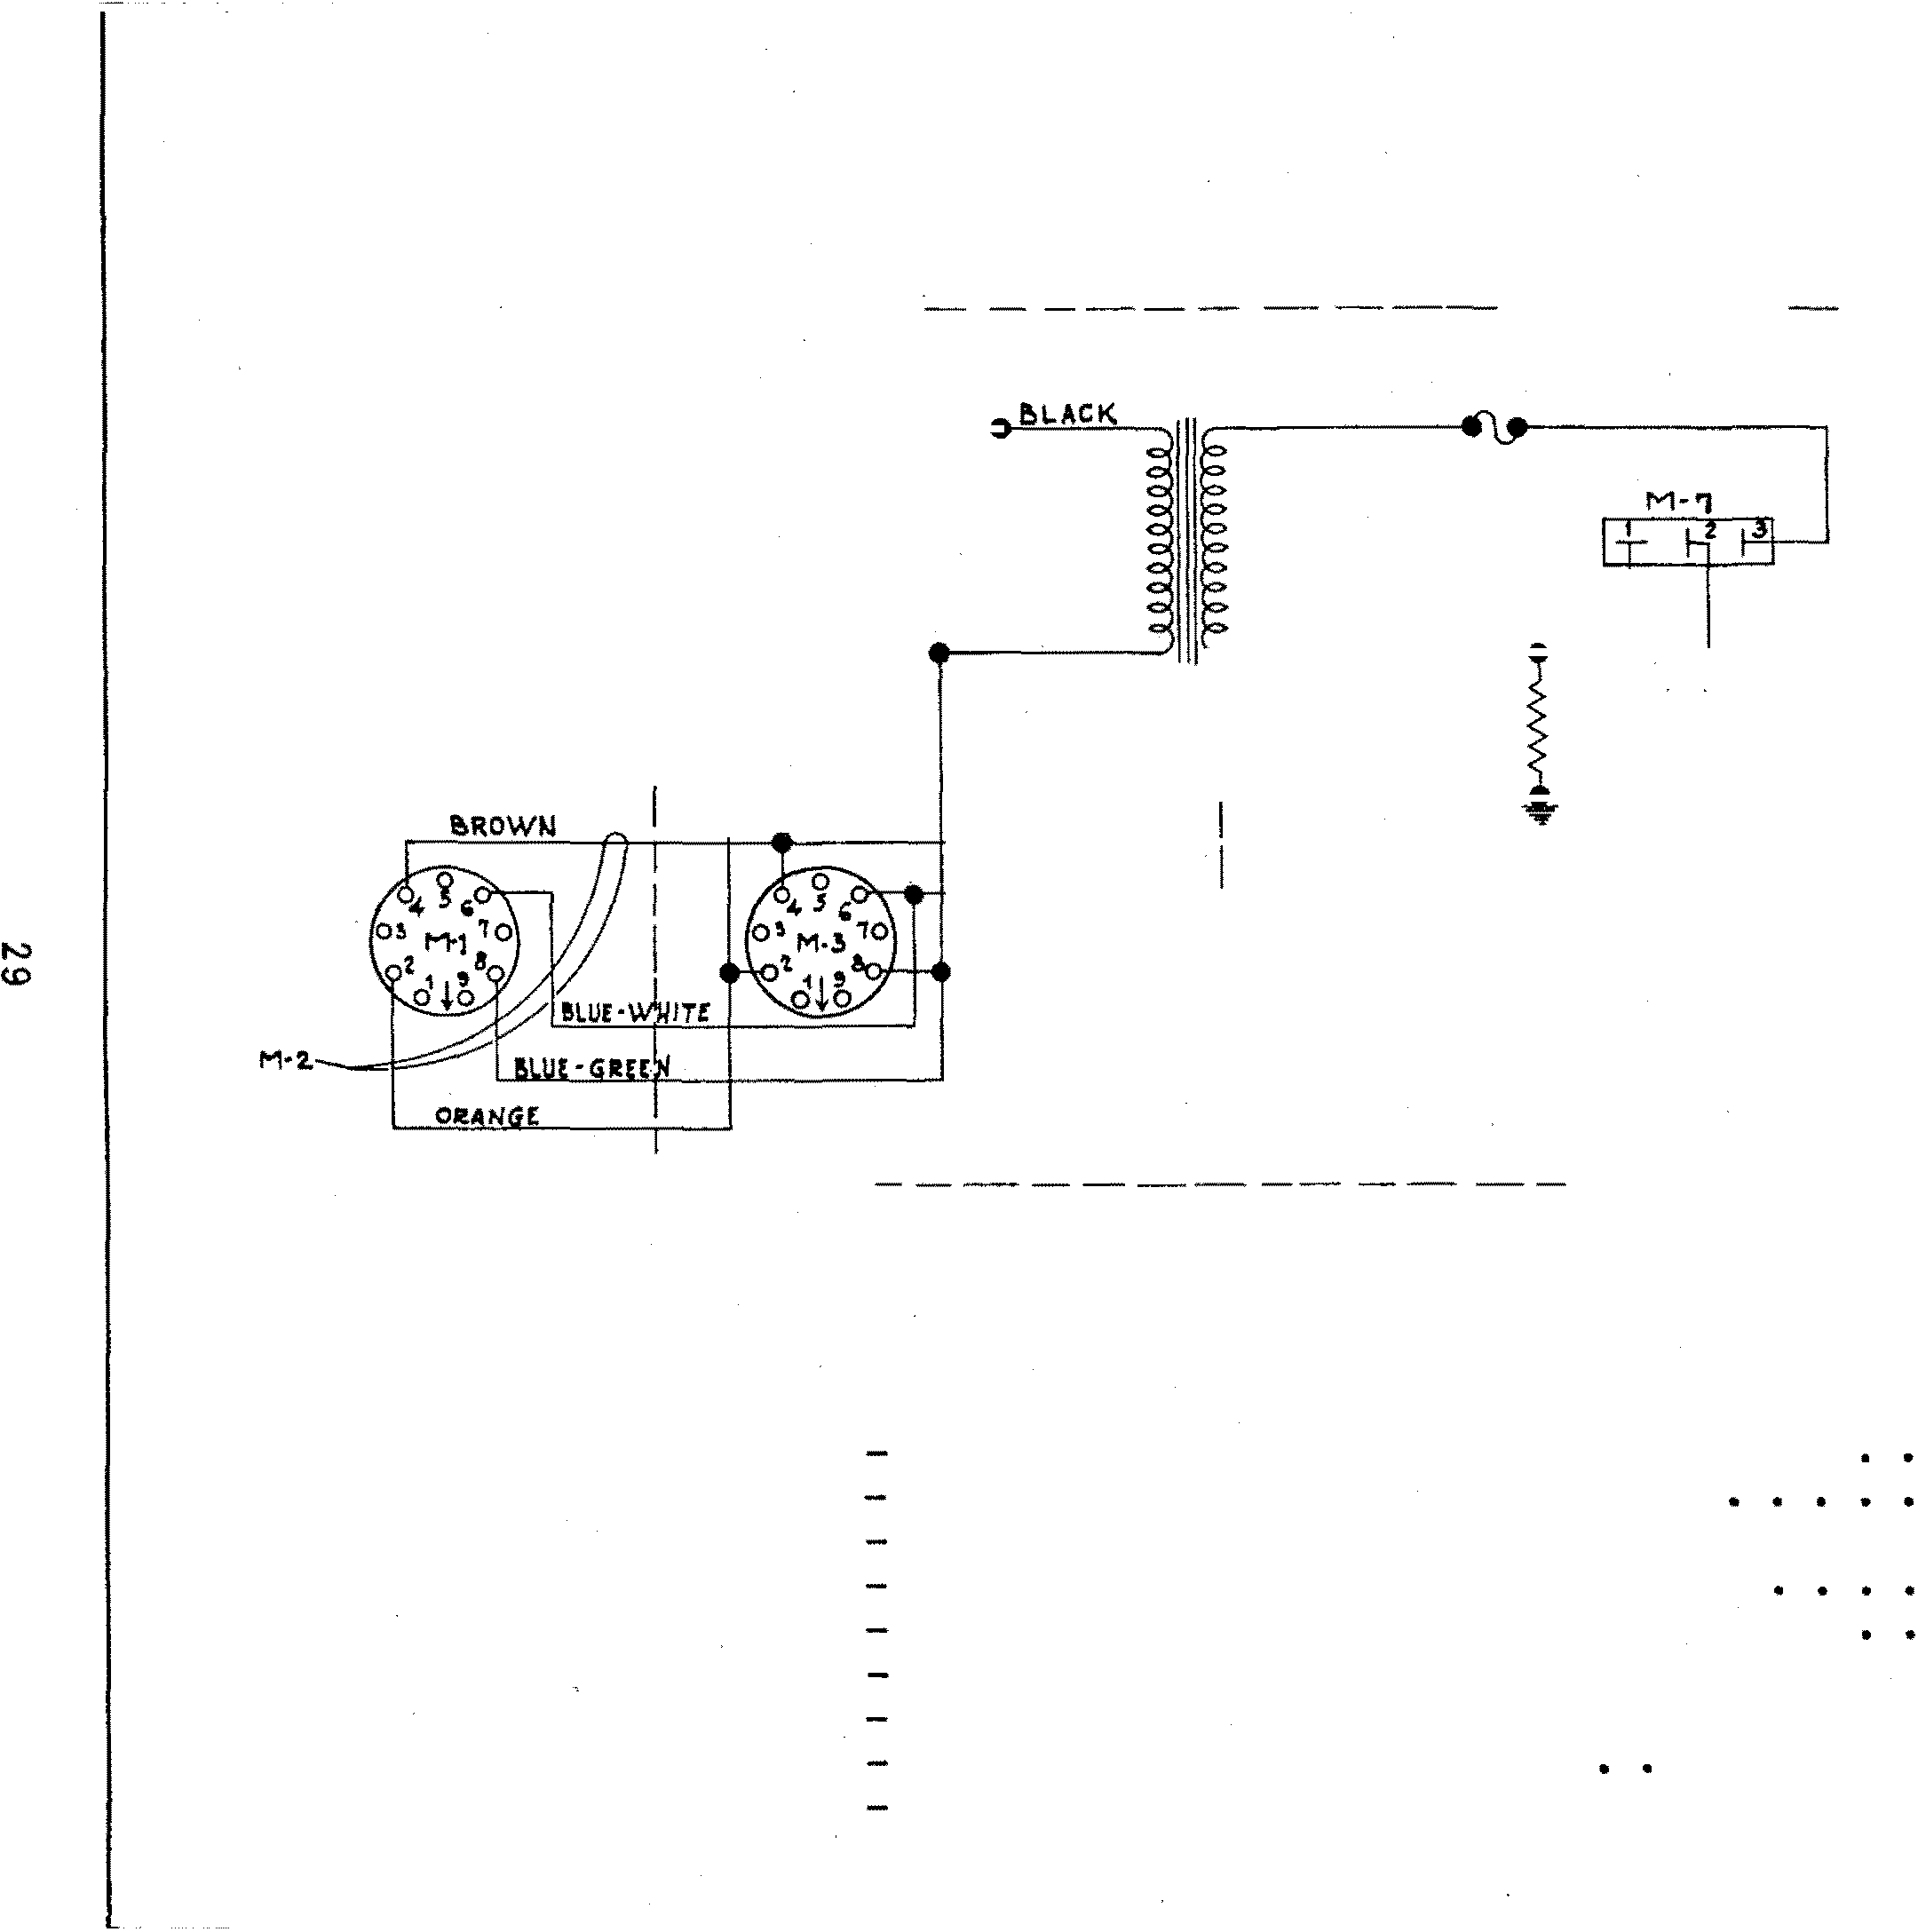 BLACK
M-7
1 2 3
BROWN
4 5 6
3 M-1 7
2 8
1 9
4 5 6
3 M-3 7
2 8
1 9
BLUE-WHITE
M-2
BLUE-GREEN
ORANGE
29